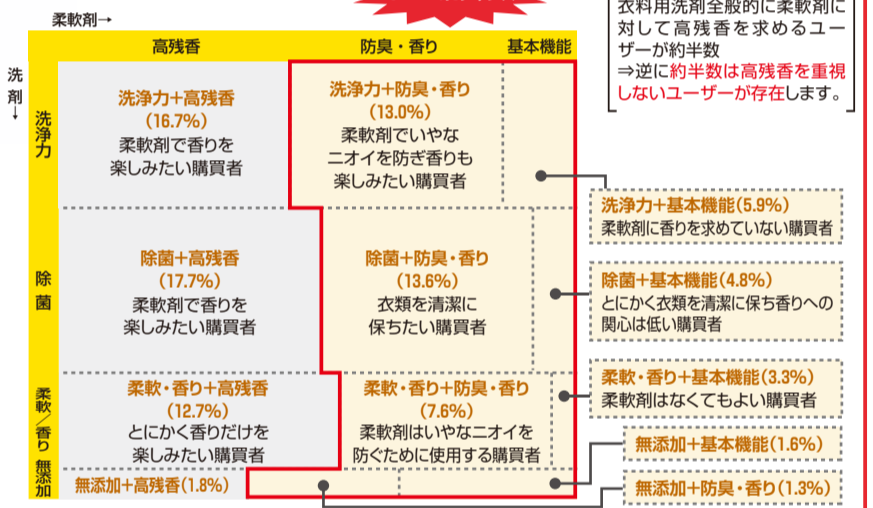 衣料用洗剤全般的に柔軟剤に
対して高残香を求めるユー
ザーが約半数
⇒逆に約半数は高残香を重視
しないユーザーが存在します。
柔軟剤→
高残香
防臭・香り
基本機能
洗剤→
洗浄力
洗浄力+高残香
(16.7%)
柔軟剤で香りを
楽しみたい購買者
洗浄力+防臭・香り
(13.0%)
柔軟剤でいやな
ニオイを防ぎ香りも
楽しみたい購買者
洗浄力+基本機能(5.9%)
柔軟剤に香りを求めていない購買者
除菌
除菌+高残香
(17.7%)
柔軟剤で香りを
楽しみたい購買者
除菌+防臭・香り
(13.6%)
衣類を清潔に
保ちたい購買者
除菌+基本機能(4.8%)
とにかく衣類を清潔に保ち香りへの
関心は低い購買者
柔軟/香り
柔軟・香り+高残香
(12.7%)
とにかく香りだけを
楽しみたい購買者
柔軟・香り+防臭・香り
(7.6%)
柔軟剤はいやなニオイを
防ぐために使用する購買者
柔軟・香り+基本機能(3.3%)
柔軟剤はなくてもよい購買者
無添加
無添加+高残香(1.8%)
無添加+基本機能(1.6%)
無添加+防臭・香り(1.3%)